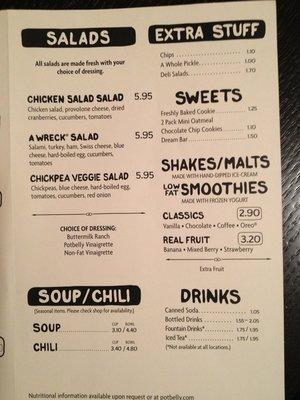 SALADS
All salads are made fresh with your
choice of dressing.
CHICKEN SALAD SALAD 5.95
Chicken salad, provolone cheese, dried
cranberries, cucumbers, tomatoes
A WRECK® SALAD 5.95
Salami, turkey, ham, Swiss cheese, blue
cheese, hard-boiled egg, cucumbers,
tomatoes
CHICKPEA VEGGIE SALAD 5.95
Chickpeas, blue cheese, hard-boiled egg,
tomatoes, cucumbers, red onion
CHOICE OF DRESSING:
Buttermilk Ranch
Potbelly Vinaigrette
Non-Fat Vinaigrette
SOUP/CHILI
(Seasonal items. Please check shop for availability.)
CUP BOWL
SOUP 3.10 / 4.40
CUP BOWL
CHILI 3.40 / 4.80
Nutritional information available upon request or at potbelly.com
EXTRA STUFF
Chips 1.10
A Whole Pickle 1.00
Deli Salads 1.70
SWEETS
Freshly Baked Cookie 1.25
2 Pack Mini Oatmeal
Chocolate Chip Cookies 1.10
Dream Bar 1.50
SHAKES/MALTS
MADE WITH HAND-DIPPED ICE-CREAM
LOW FAT SMOOTHIES
MADE WITH FROZEN YOGURT
CLASSICS 2.90
Vanilla • Chocolate • Coffee • Oreo®
REAL FRUIT 3.20
Banana • Mixed Berry • Strawberry
Extra Fruit
DRINKS
Canned Soda 1.05
Bottled Drinks 1.55 – 2.05
Fountain Drinks* 1.75 / 1.95
Iced Tea* 1.75 / 1.95
(*Not available at all locations.)